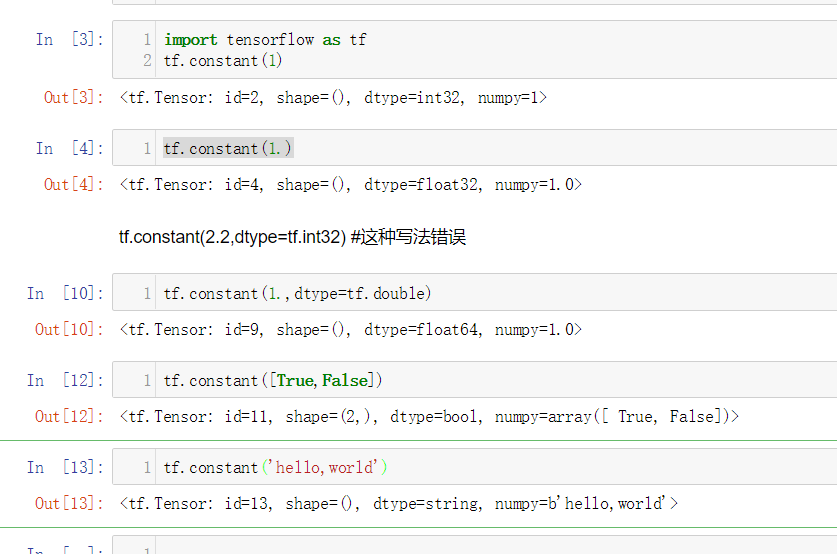 In [3]:
1 import tensorflow as tf
2 tf.constant(1)
Out[3]: <tf.Tensor: id=2, shape=(), dtype=int32, numpy=1>
In [4]:
1 tf.constant(1.)
Out[4]: <tf.Tensor: id=4, shape=(), dtype=float32, numpy=1.0>
tf.constant(2.2,dtype=tf.int32) #这种写法错误
In [10]:
1 tf.constant(1.,dtype=tf.double)
Out[10]: <tf.Tensor: id=9, shape=(), dtype=float64, numpy=1.0>
In [12]:
1 tf.constant([True,False])
Out[12]: <tf.Tensor: id=11, shape=(2,), dtype=bool, numpy=array([ True, False])>
In [13]:
1 tf.constant('hello,world')
Out[13]: <tf.Tensor: id=13, shape=(), dtype=string, numpy=b'hello,world'>
In [ ]:
1